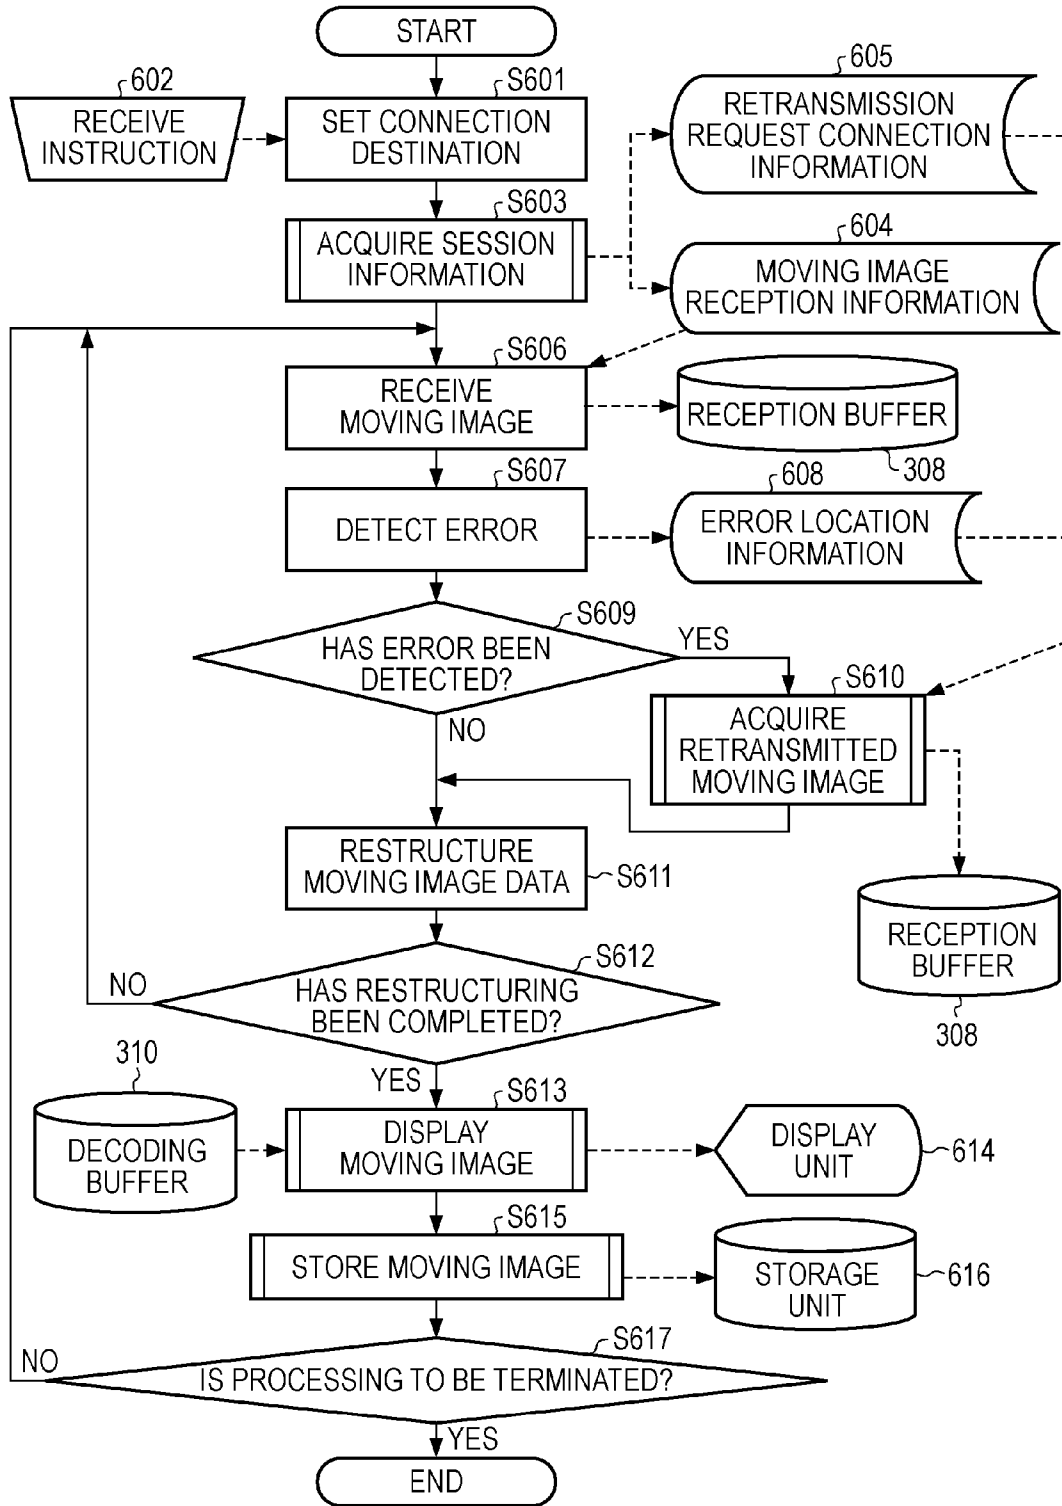 START
602
RECEIVE
INSTRUCTION
S601
SET CONNECTION
DESTINATION
605
RETRANSMISSION
REQUEST CONNECTION
INFORMATION
S603
ACQUIRE SESSION
INFORMATION
604
MOVING IMAGE
RECEPTION INFORMATION
S606
RECEIVE
MOVING IMAGE
RECEPTION BUFFER
308
S607
DETECT ERROR
608
ERROR LOCATION
INFORMATION
S609
HAS ERROR BEEN
DETECTED?
YES
NO
S610
ACQUIRE
RETRANSMITTED
MOVING IMAGE
RESTRUCTURE
MOVING IMAGE DATA
S611
RECEPTION
BUFFER
308
S612
HAS RESTRUCTURING
BEEN COMPLETED?
NO
YES
310
DECODING
BUFFER
S613
DISPLAY
MOVING IMAGE
DISPLAY
UNIT
614
S615
STORE MOVING IMAGE
STORAGE
UNIT
616
S617
IS PROCESSING TO BE TERMINATED?
NO
YES
END